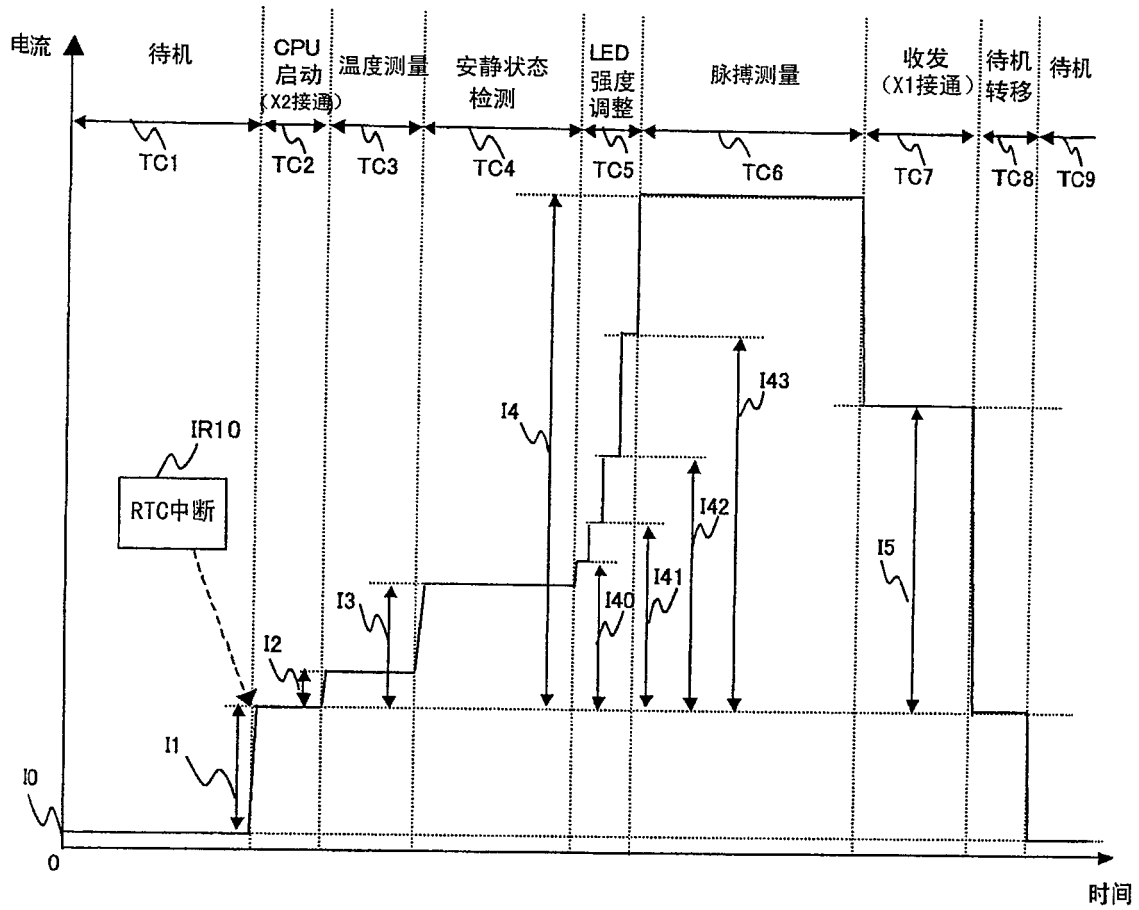 电流
待机
CPU
启动
(X2接通)
温度测量
安静状态
检测
LED
强度
调整
脉搏测量
收发
(X1接通)
待机
转移
待机
TC1
TC2
TC3
TC4
TC5
TC6
TC7
TC8
TC9
IR10
RTC中断
I4
I43
I42
I41
I40
I5
I3
I2
I1
I0
0
时间